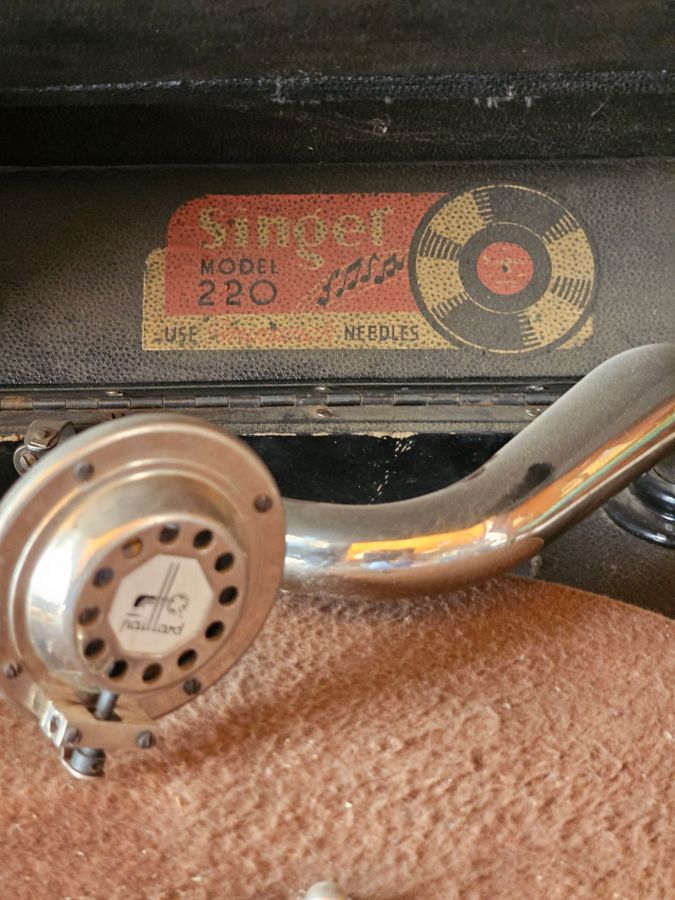 Singer
MODEL
220
USE NEEDLES
paillard